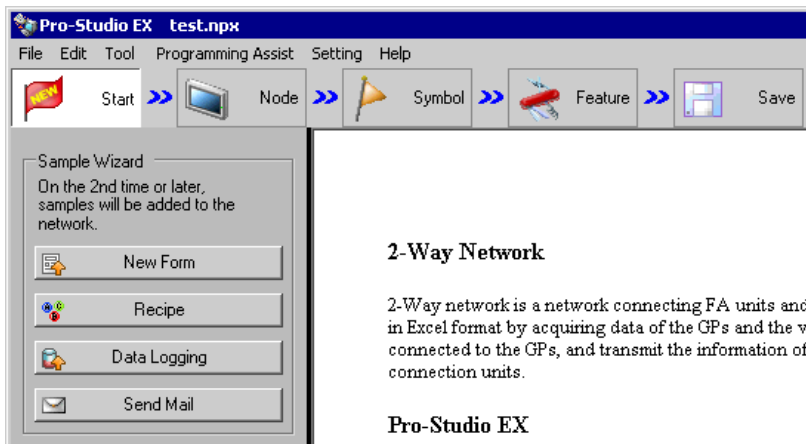 Pro-Studio EX test.npx
File Edit Tool Programming Assist Setting Help
NEW Start Node Symbol Feature Save
Sample Wizard
On the 2nd time or later,
samples will be added to the
network.
New Form
Recipe
Data Logging
Send Mail
2-Way Network
2-Way network is a network connecting FA units and
in Excel format by acquiring data of the GPs and the v
connected to the GPs, and transmit the information of
connection units.
Pro-Studio EX